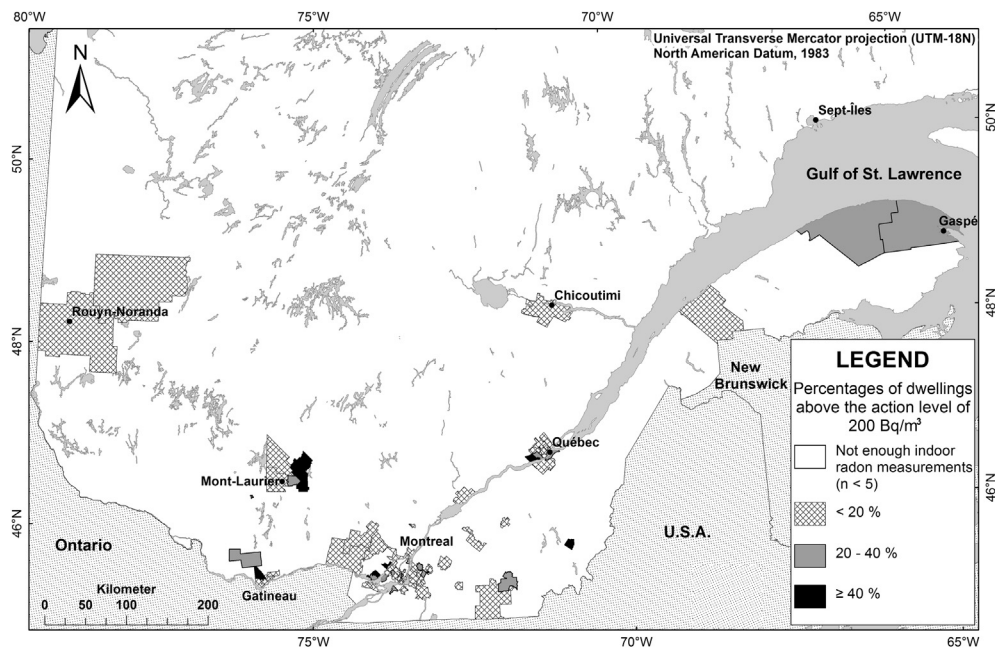 80°W 75°W 70°W 65°W
Universal Transverse Mercator projection (UTM-18N)
North American Datum, 1983
N
Sept-Îles
50°N
50°N
Gulf of St. Lawrence
Gaspé
Chicoutimi
Rouyn-Noranda
48°N
48°N
New
Brunswick
LEGEND
Percentages of dwellings
above the action level of
200 Bq/m³
Not enough indoor
radon measurements
(n < 5)
< 20 %
20 - 40 %
≥ 40 %
Québec
Mont-Laurier
46°N
46°N
Ontario
Montreal
U.S.A.
Gatineau
Kilometer
0 50 100 200
75°W 70°W 65°W